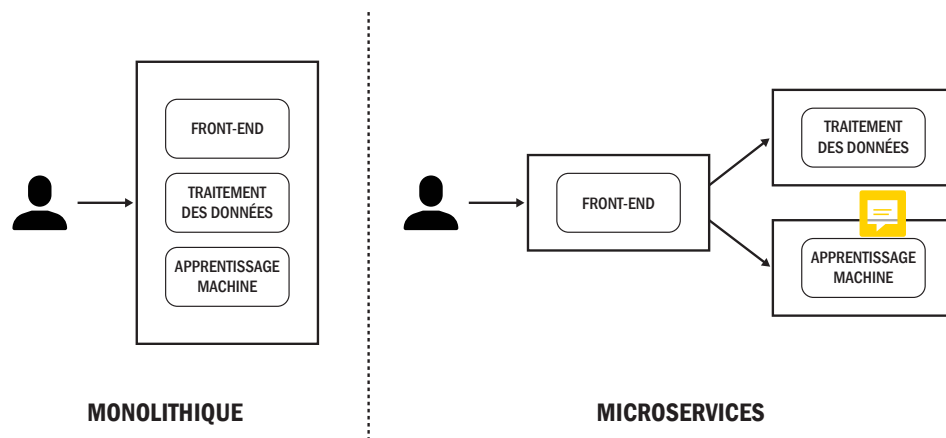 FRONT-END
TRAITEMENT
DES DONNÉES
APPRENTISSAGE
MACHINE
MONOLITHIQUE
FRONT-END
TRAITEMENT
DES DONNÉES
APPRENTISSAGE
MACHINE
MICROSERVICES